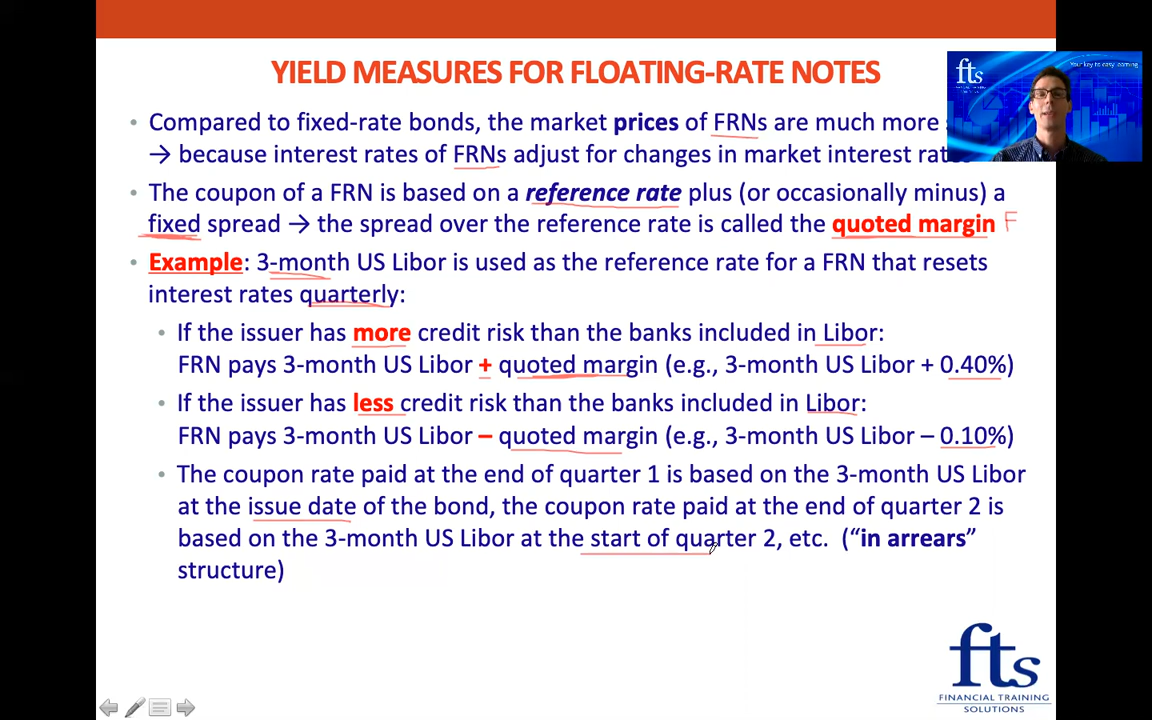 YIELD MEASURES FOR FLOATING-RATE NOTES
fts
Your key to easy learning
• Compared to fixed-rate bonds, the market prices of FRNs are much more
→ because interest rates of FRNs adjust for changes in market interest rates
• The coupon of a FRN is based on a reference rate plus (or occasionally minus) a
fixed spread → the spread over the reference rate is called the quoted margin F
• Example: 3-month US Libor is used as the reference rate for a FRN that resets
interest rates quarterly:
• If the issuer has more credit risk than the banks included in Libor:
FRN pays 3-month US Libor + quoted margin (e.g., 3-month US Libor + 0.40%)
• If the issuer has less credit risk than the banks included in Libor:
FRN pays 3-month US Libor – quoted margin (e.g., 3-month US Libor – 0.10%)
• The coupon rate paid at the end of quarter 1 is based on the 3-month US Libor
at the issue date of the bond, the coupon rate paid at the end of quarter 2 is
based on the 3-month US Libor at the start of quarter 2, etc. (“in arrears”
structure)
fts
FINANCIAL TRAINING
SOLUTIONS